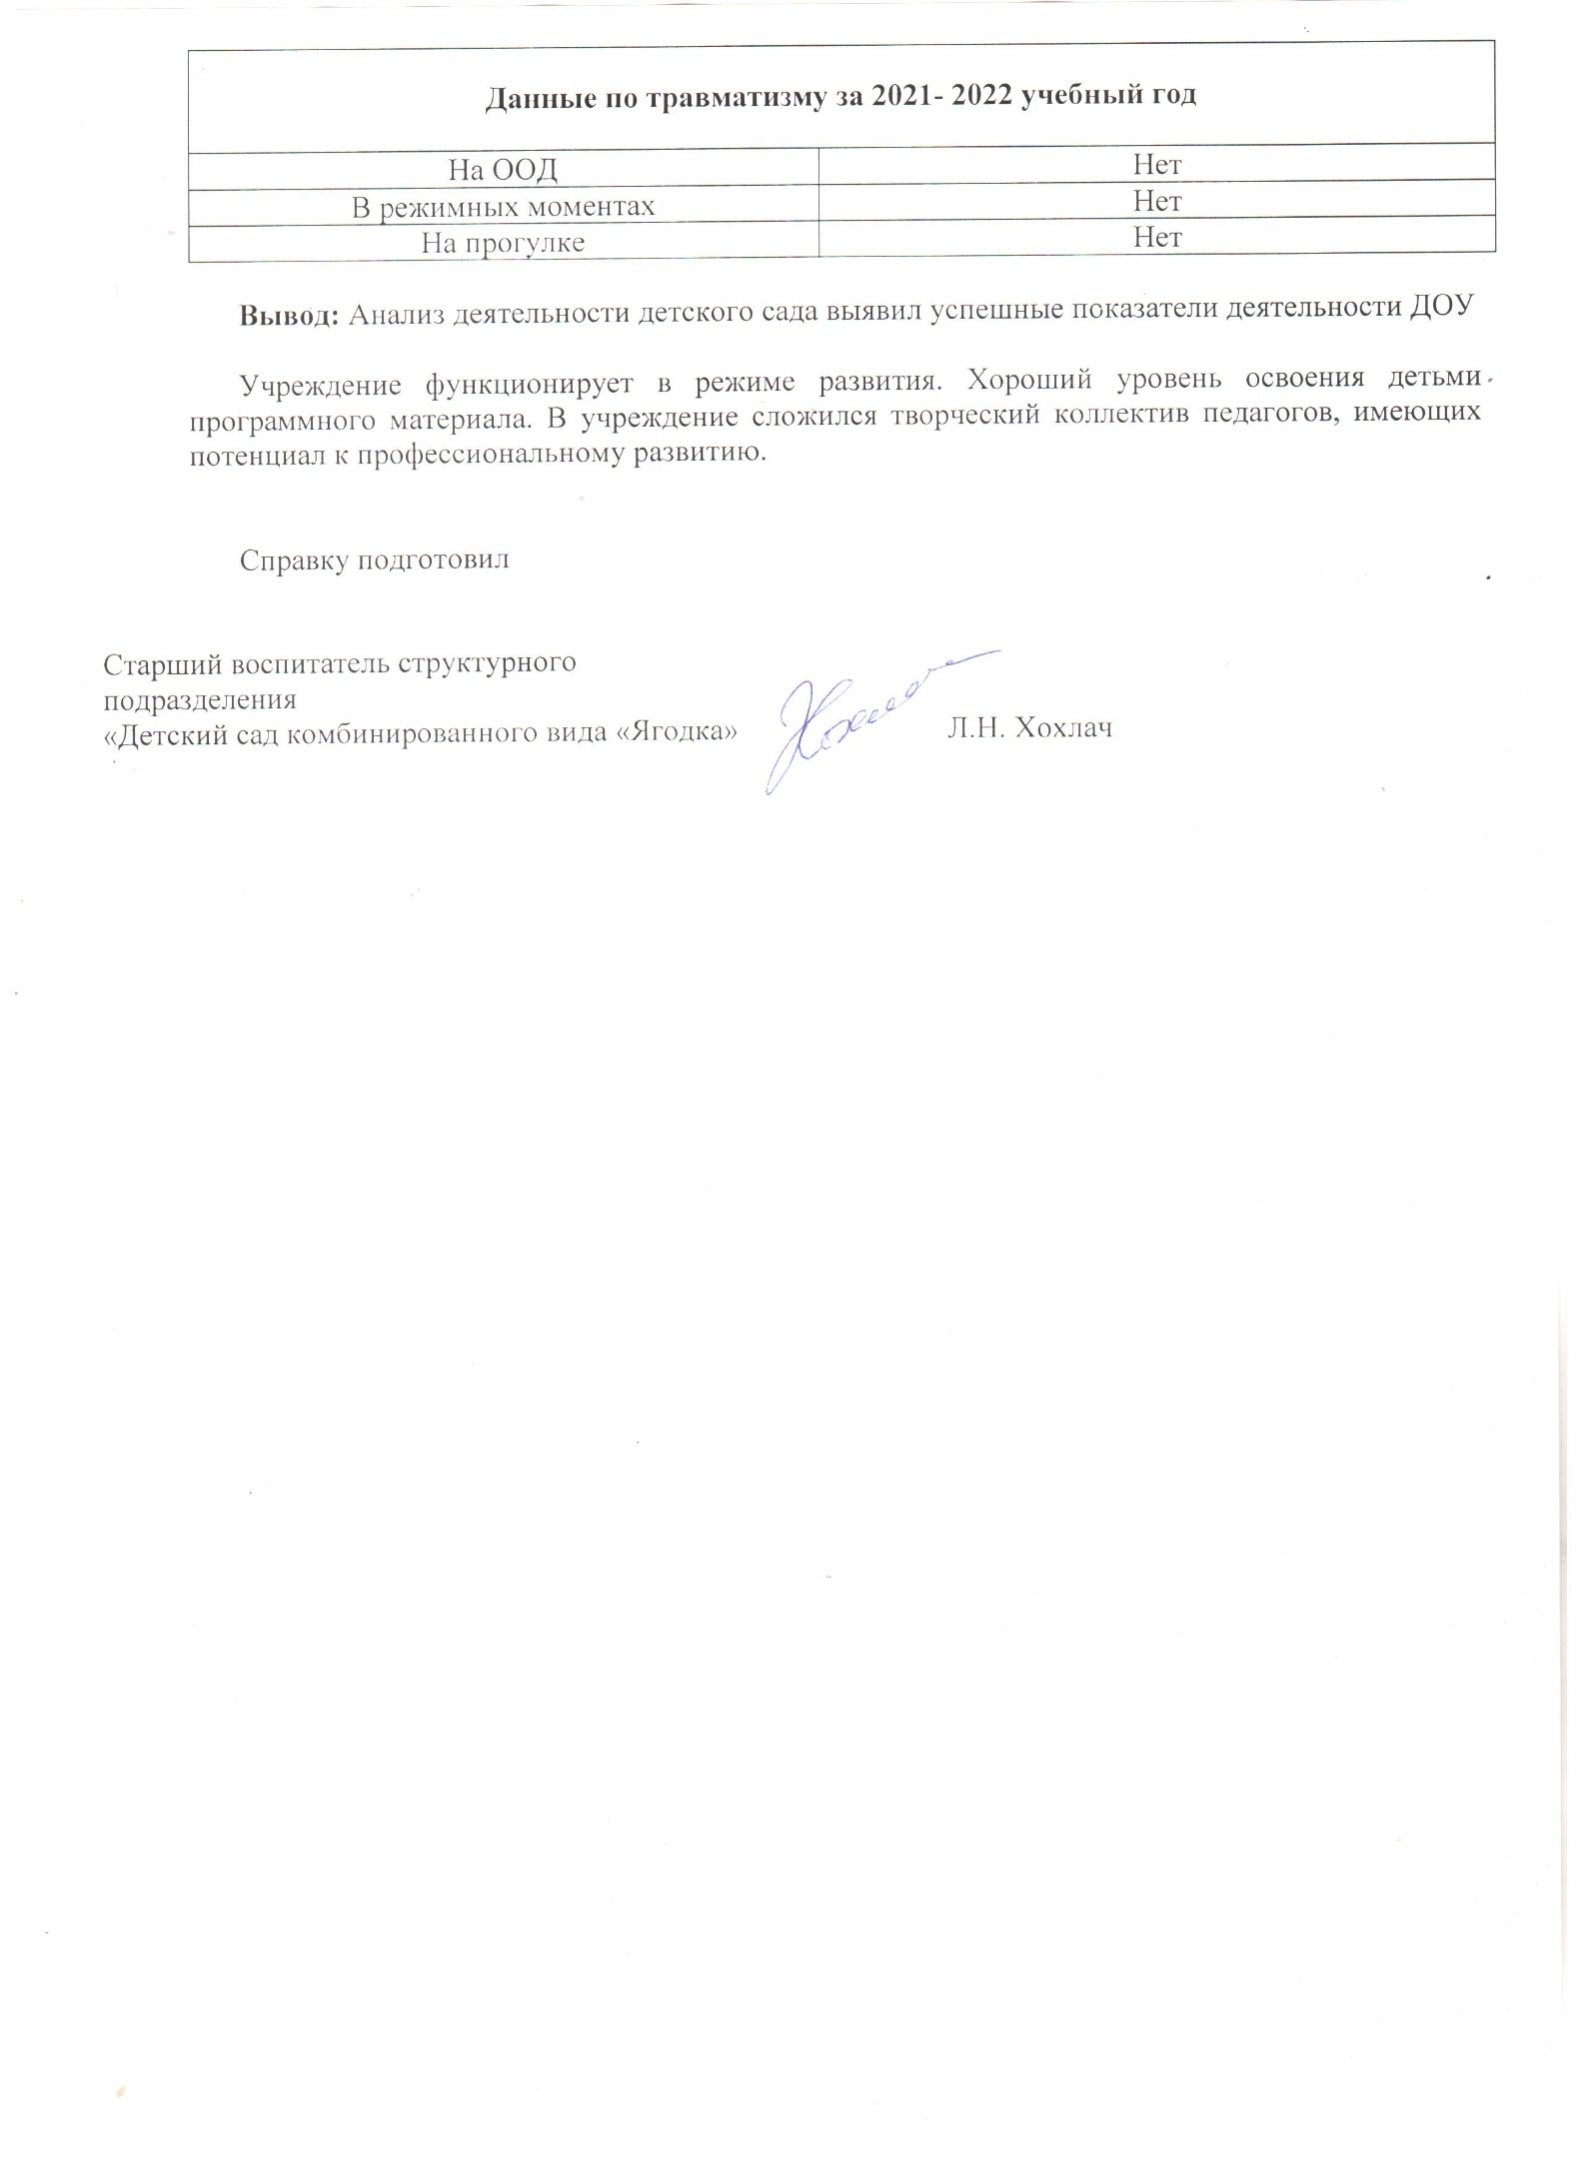 Данные по травматизму за 2021- 2022 учебный год
На ООД Нет
В режимных моментах Нет
На прогулке Нет
Вывод: Анализ деятельности детского сада выявил успешные показатели деятельности ДОУ
Учреждение функционирует в режиме развития. Хороший уровень освоения детьми
программного материала. В учреждение сложился творческий коллектив педагогов, имеющих
потенциал к профессиональному развитию.
Справку подготовил
Старший воспитатель структурного
подразделения
«Детский сад комбинированного вида «Ягодка» Л.Н. Хохлач